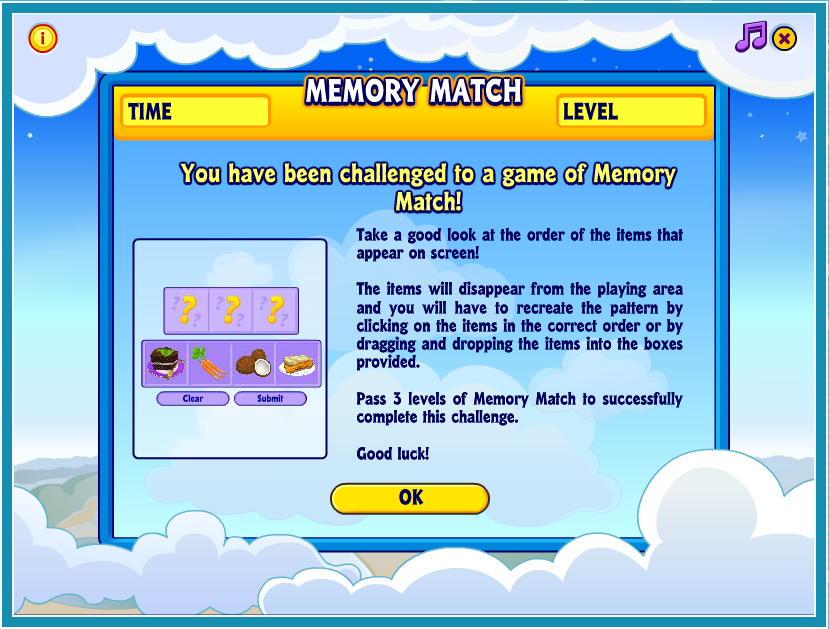 MEMORY MATCH
TIME
LEVEL
You have been challenged to a game of Memory
Match!
Take a good look at the order of the items that
appear on screen!
The items will disappear from the playing area
and you will have to recreate the pattern by
clicking on the items in the correct order or by
dragging and dropping the items into the boxes
provided.
Pass 3 levels of Memory Match to successfully
complete this challenge.
Good luck!
? ? ? ? ? ? ? ? ?
Clear
Submit
OK
i
x